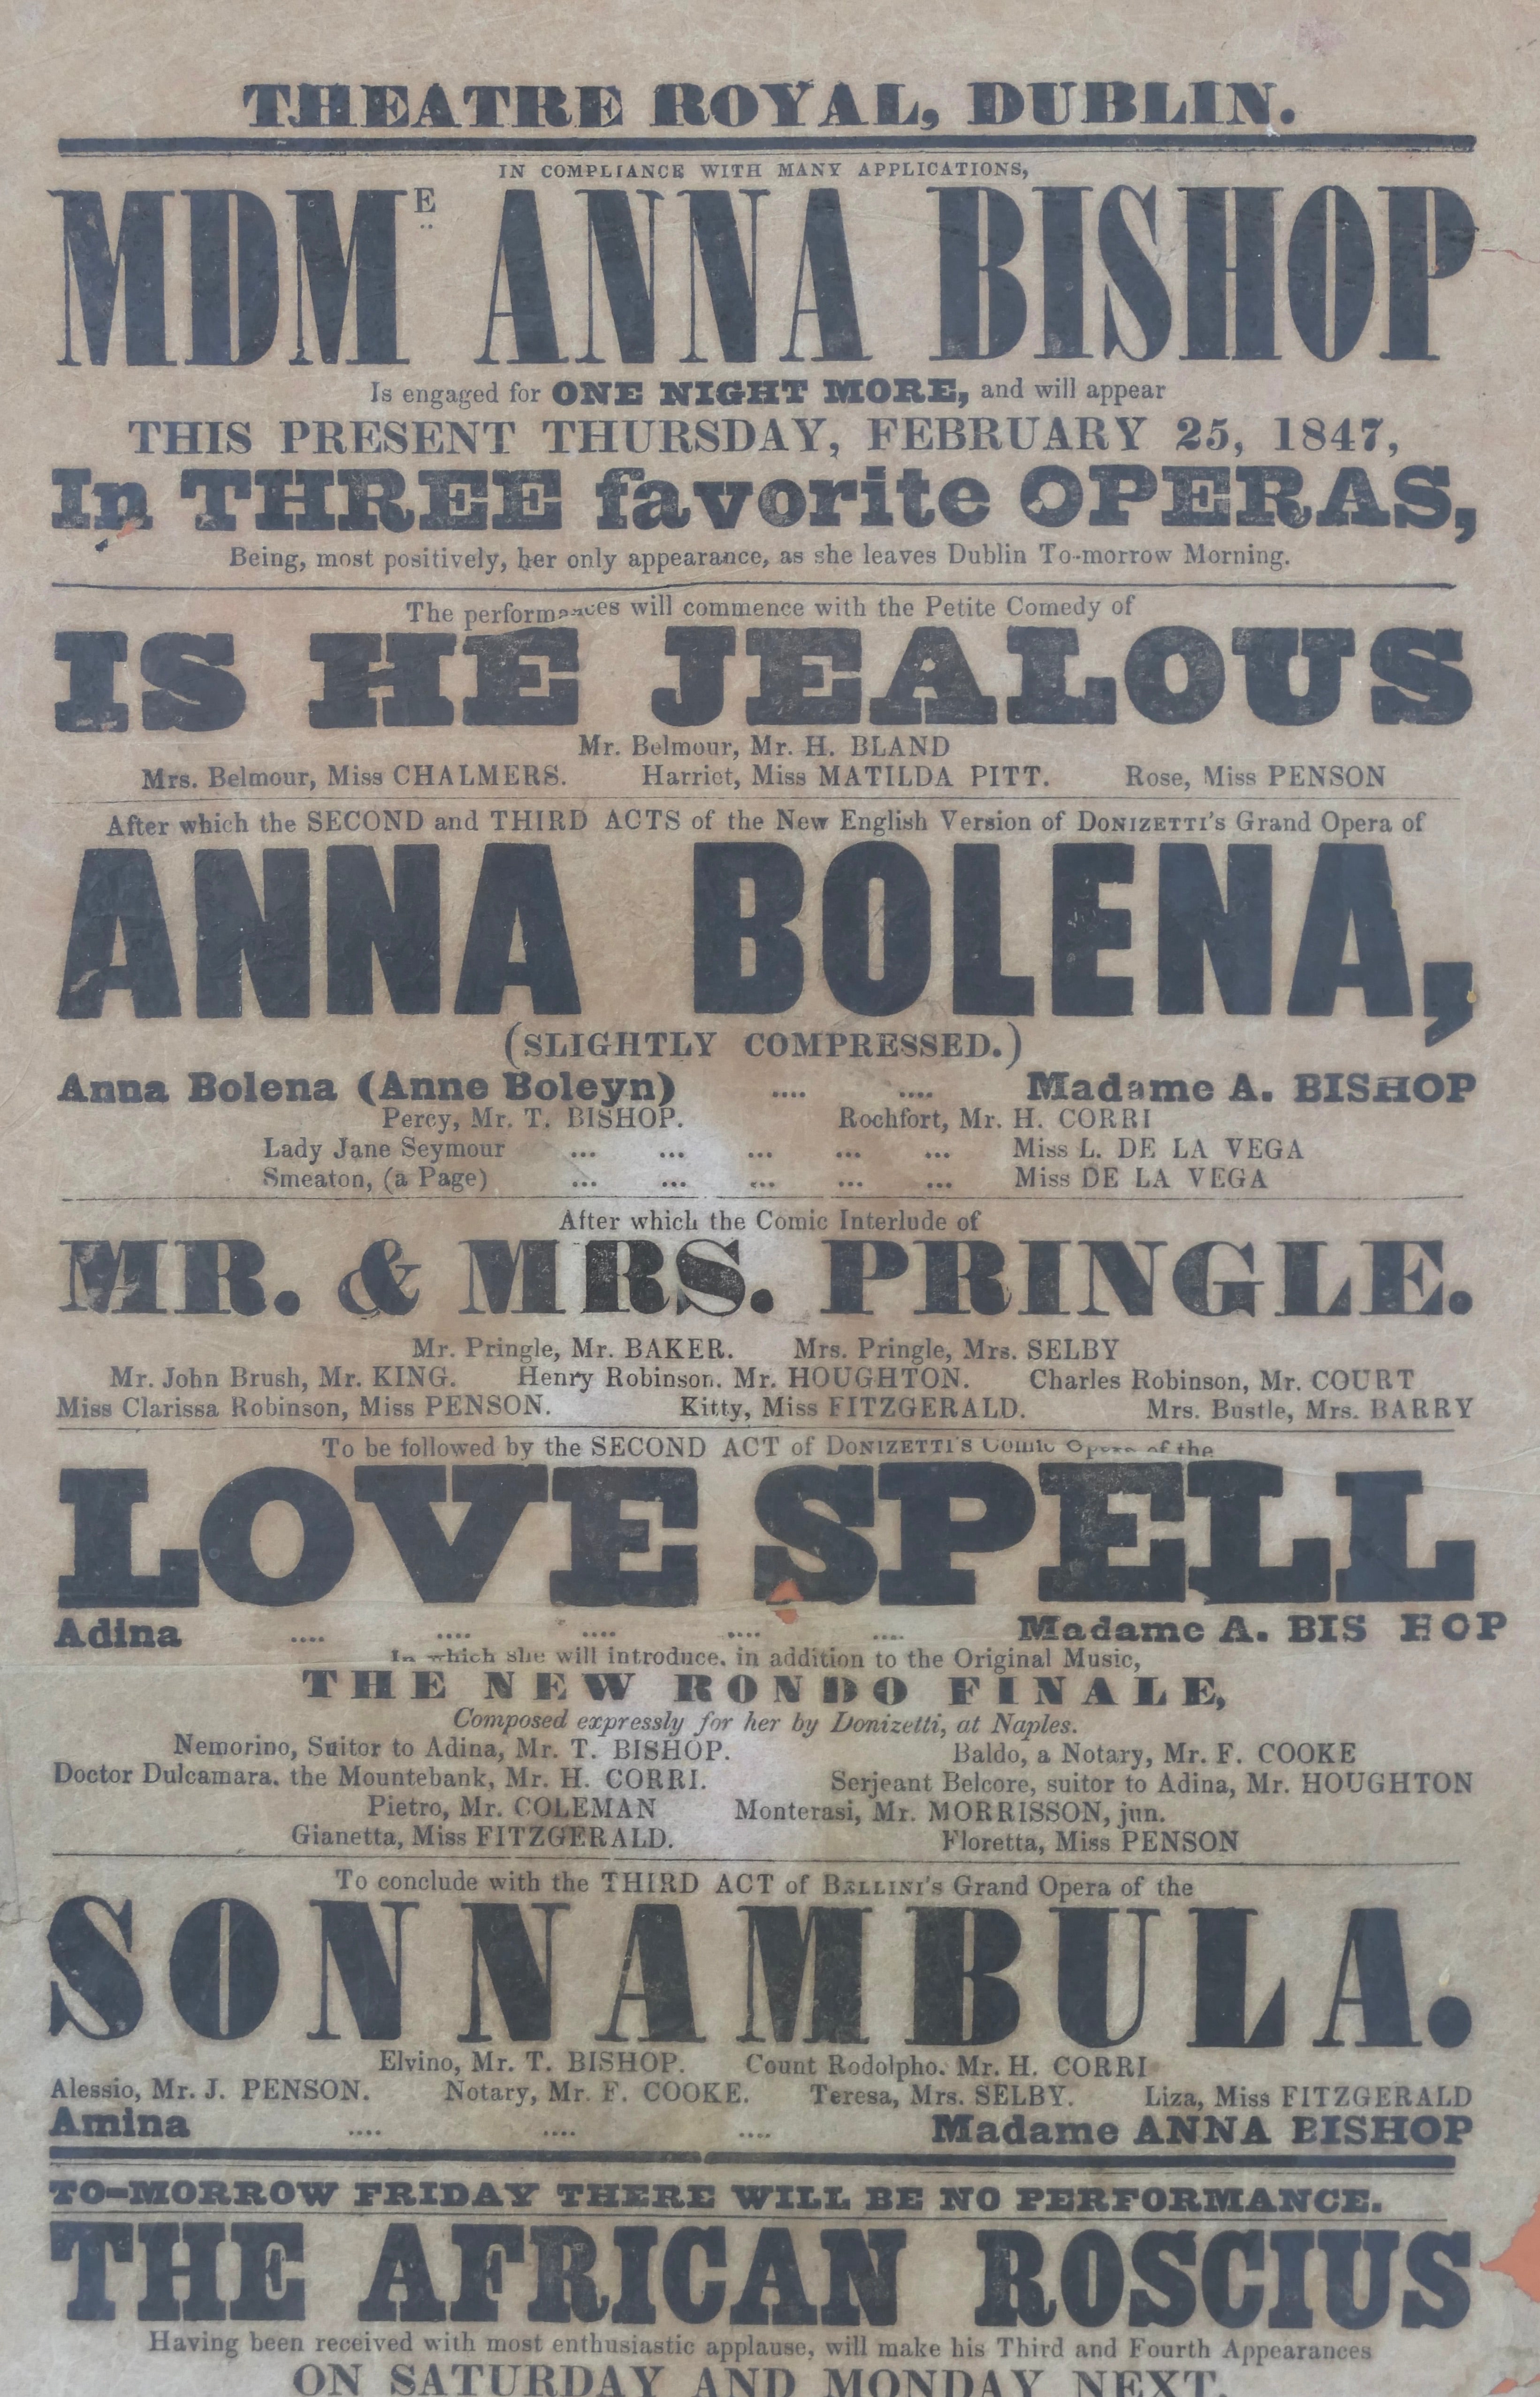 THEATRE ROYAL, DUBLIN.
IN COMPLIANCE WITH MANY APPLICATIONS,
MDME ANNA BISHOP
Is engaged for ONE NIGHT MORE, and will appear
THIS PRESENT THURSDAY, FEBRUARY 25, 1847,
In THREE favorite OPERAS,
Being, most positively, her only appearance, as she leaves Dublin To-morrow Morning.
The performances will commence with the Petite Comedy of
IS HE JEALOUS
Mr. Belmour, Mr. H. BLAND
Mrs. Belmour, Miss CHALMERS. Harriet, Miss MATILDA PITT. Rose, Miss PENSON
After which the SECOND and THIRD ACTS of the New English Version of DONIZETTI'S Grand Opera of
ANNA BOLENA,
(SLIGHTLY COMPRESSED.)
Anna Bolena (Anne Boleyn) .... .... Madame A. BISHOP
Percy, Mr. T. BISHOP. Rochfort, Mr. H. CORRI
Lady Jane Seymour ... ... ... ... ... Miss L. DE LA VEGA
Smeaton, (a Page) ... ... ... ... ... Miss DE LA VEGA
After which the Comic Interlude of
MR. & MRS. PRINGLE.
Mr. Pringle, Mr. BAKER. Mrs. Pringle, Mrs. SELBY
Mr. John Brush, Mr. KING. Henry Robinson. Mr. HOUGHTON. Charles Robinson, Mr. COURT
Miss Clarissa Robinson, Miss PENSON. Kitty, Miss FITZGERALD. Mrs. Bustle, Mrs. BARRY
To be followed by the SECOND ACT of DONIZETTI'S Comic Opera of the
LOVE SPELL
Adina .... .... .... .... .... Madame A. BIS HOP
In which she will introduce. in addition to the Original Music,
THE NEW RONDO FINALE,
Composed expressly for her by Donizetti, at Naples.
Nemorino, Suitor to Adina, Mr. T. BISHOP. Baldo, a Notary, Mr. F. COOKE
Doctor Dulcamara. the Mountebank, Mr. H. CORRI. Serjeant Belcore, suitor to Adina, Mr. HOUGHTON
Pietro, Mr. COLEMAN Monterasi, Mr. MORRISSON, jun.
Gianetta, Miss FITZGERALD. Floretta, Miss PENSON
To conclude with the THIRD ACT of BELLINI'S Grand Opera of the
SONNAMBULA.
Elvino, Mr. T. BISHOP. Count Rodolpho. Mr. H. CORRI
Alessio, Mr. J. PENSON. Notary, Mr. F. COOKE. Teresa, Mrs. SELBY. Liza, Miss FITZGERALD
Amina .... .... .... Madame ANNA BISHOP
TO-MORROW FRIDAY THERE WILL BE NO PERFORMANCE.
THE AFRICAN ROSCIUS
Having been received with most enthusiastic applause, will make his Third and Fourth Appearances
ON SATURDAY AND MONDAY NEXT.